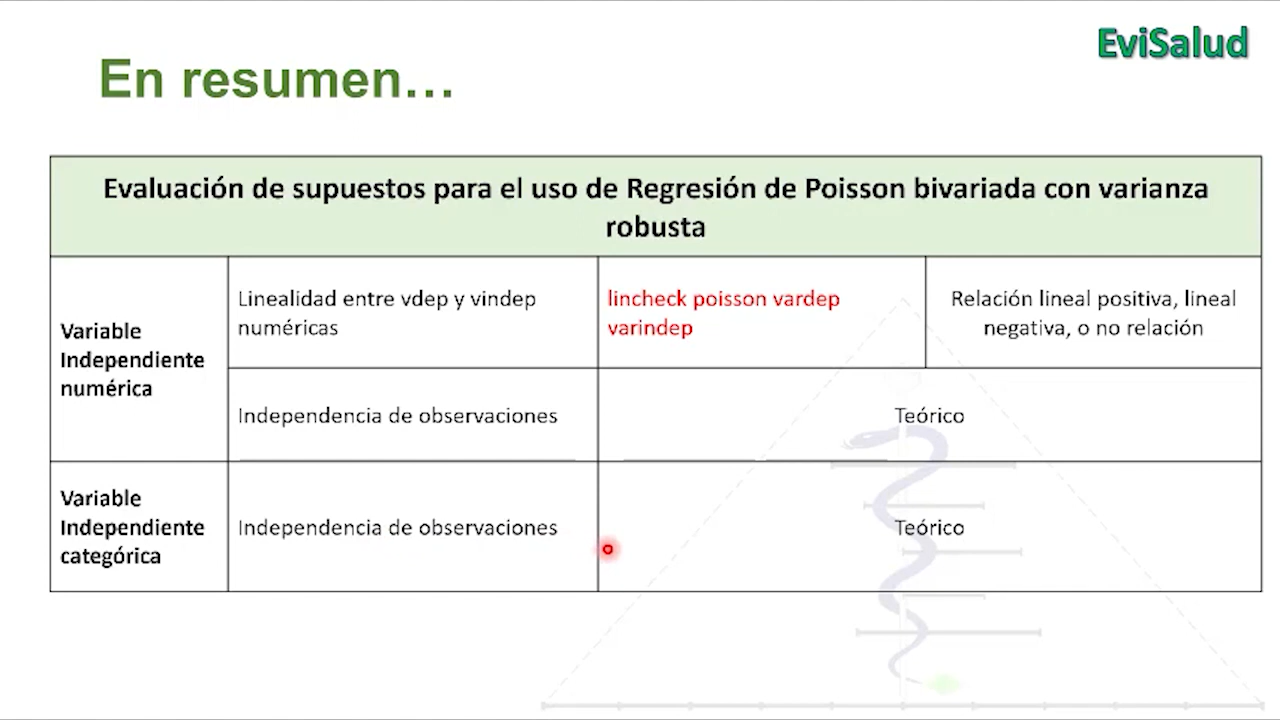 EviSalud
En resumen…
Evaluación de supuestos para el uso de Regresión de Poisson bivariada con varianza
robusta
Variable
Independiente
numérica
Linealidad entre vdep y vindep
numéricas
lincheck poisson vardep
varindep
Relación lineal positiva, lineal
negativa, o no relación
Independencia de observaciones
Teórico
Variable
Independiente
categórica
Independencia de observaciones
Teórico